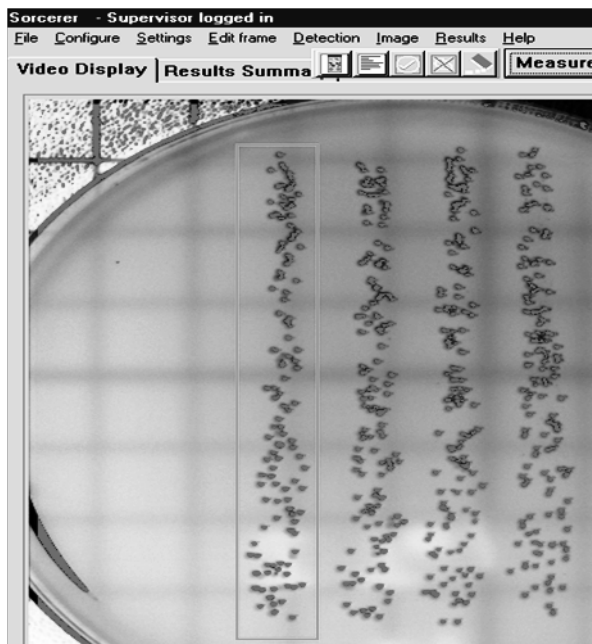 Sorcerer - Supervisor logged in
File Configure Settings Edit frame Detection Image Results Help
Video Display Results Summa Measure